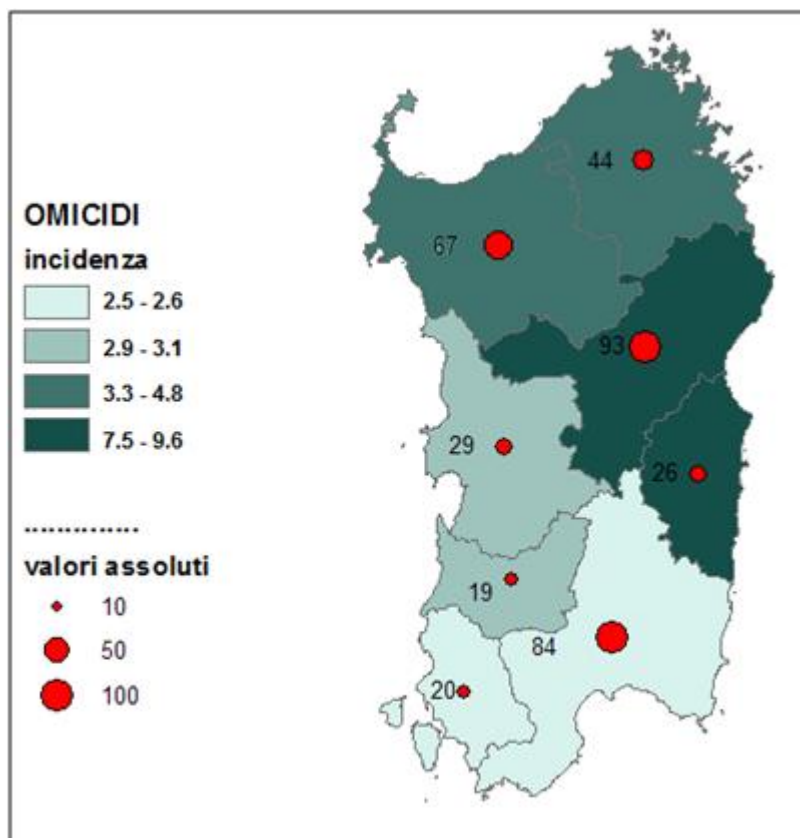 OMICIDI
incidenza
2.5 - 2.6
2.9 - 3.1
3.3 - 4.8
7.5 - 9.6
..............
valori assoluti
10
50
100
44
67
93
29
26
19
84
20